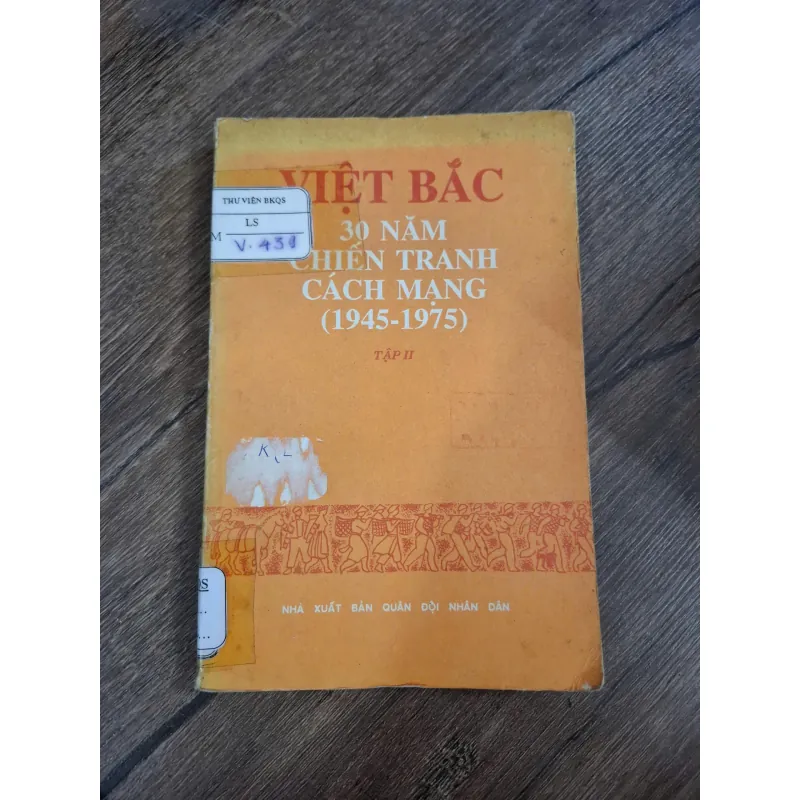 VIỆT BẮC
THƯ VIÊN BKQS
LS
M V.431
30 NĂM
CHIẾN TRANH
CÁCH MẠNG
(1945-1975)
TẬP II
NHÀ XUẤT BẢN QUÂN ĐỘI NHÂN DÂN